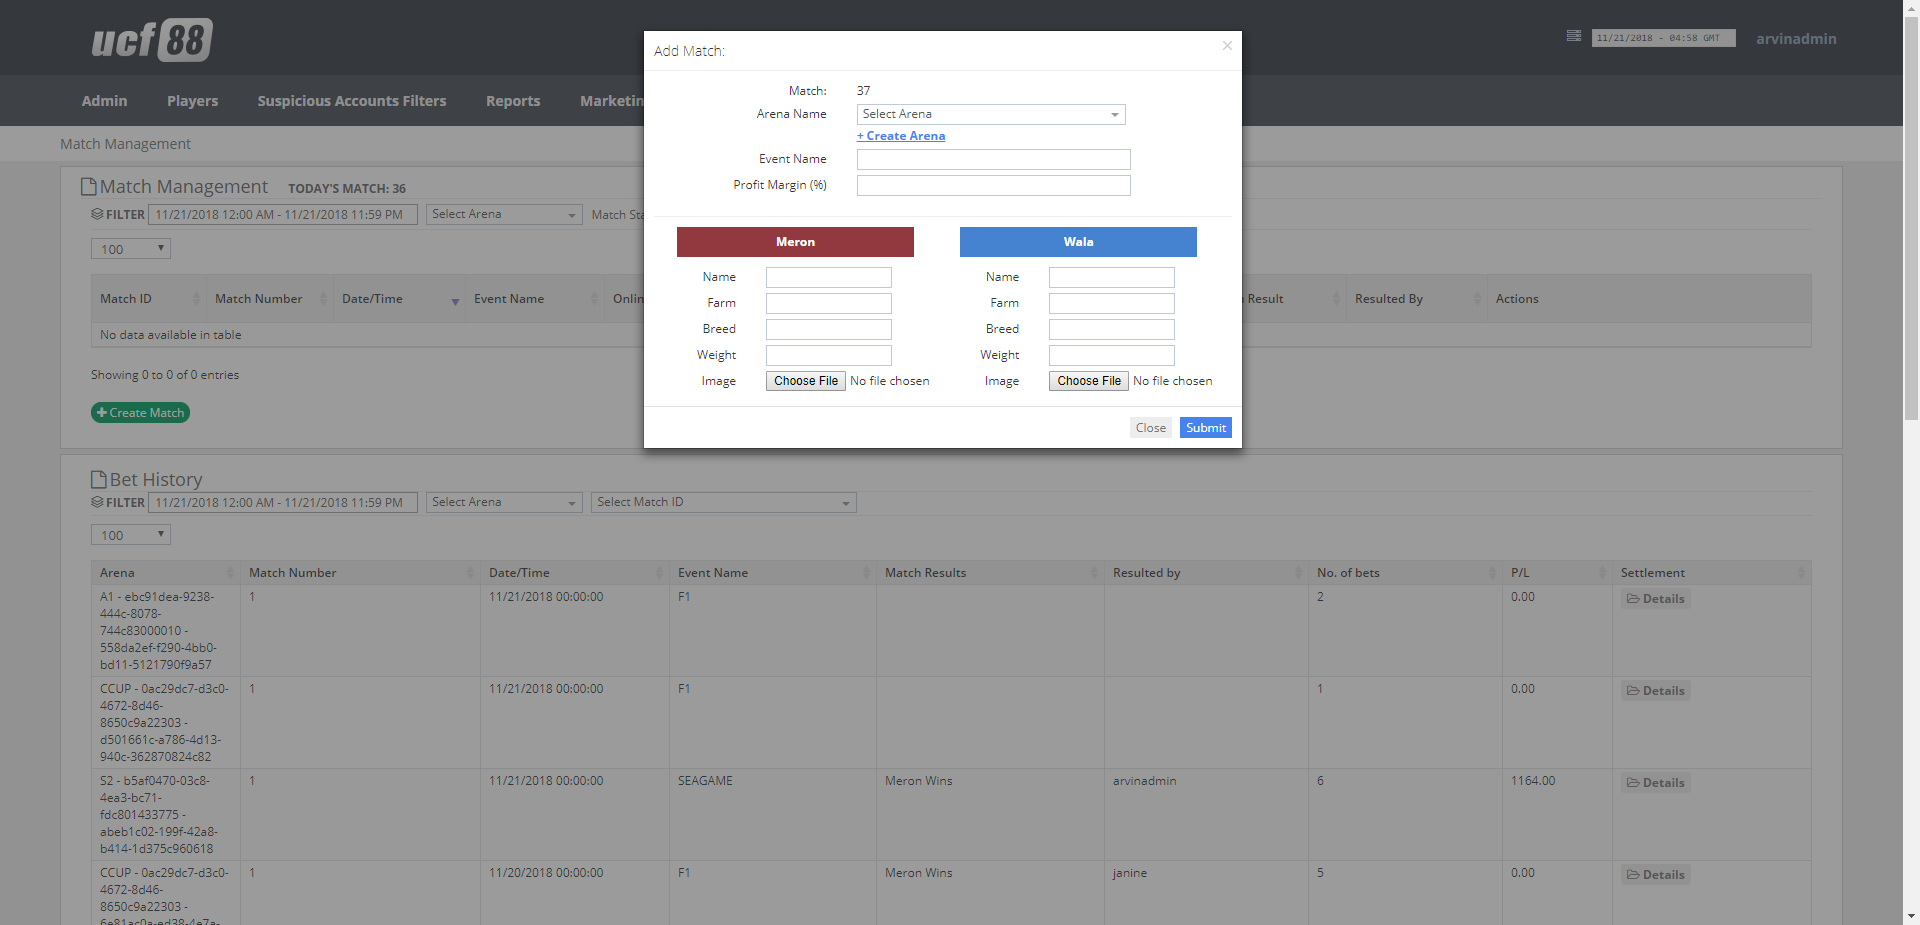 ucf 88
11/21/2018 - 04:58 GMT
arvinadmin
Admin Players Suspicious Accounts Filters Reports Marketin
Match Management
Match Management TODAY'S MATCH: 36
FILTER 11/21/2018 12:00 AM - 11/21/2018 11:59 PM Select Arena Match Sta
100
Match ID Match Number Date/Time Event Name Onlin Result Resulted By Actions
No data available in table
Showing 0 to 0 of 0 entries
+ Create Match
Add Match: ×
Match: 37
Arena Name Select Arena
+ Create Arena
Event Name
Profit Margin (%)
Meron Wala
Name Name
Farm Farm
Breed Breed
Weight Weight
Image Choose File No file chosen Image Choose File No file chosen
Close Submit
Bet History
FILTER 11/21/2018 12:00 AM - 11/21/2018 11:59 PM Select Arena Select Match ID
100
Arena Match Number Date/Time Event Name Match Results Resulted by No. of bets P/L Settlement
A1 - ebc91dea-9238- 1 11/21/2018 00:00:00 F1 2 0.00 Details
444c-8078-
744c83000010 -
558da2ef-f290-4bb0-
bd11-5121790f9a57
CCUP - 0ac29dc7-d3c0- 1 11/21/2018 00:00:00 F1 1 0.00 Details
4672-8d46-
8650c9a22303 -
d501661c-a786-4d13-
940c-362870824c82
S2 - b5af0470-03c8- 1 11/21/2018 00:00:00 SEAGAME Meron Wins arvinadmin 6 1164.00 Details
4ea3-bc71-
fdc801433775 -
abeb1c02-199f-42a8-
b414-1d375c960618
CCUP - 0ac29dc7-d3c0- 1 11/20/2018 00:00:00 F1 Meron Wins janine 5 0.00 Details
4672-8d46-
8650c9a22303 -
6e81ac0a-ed38-4e7a-